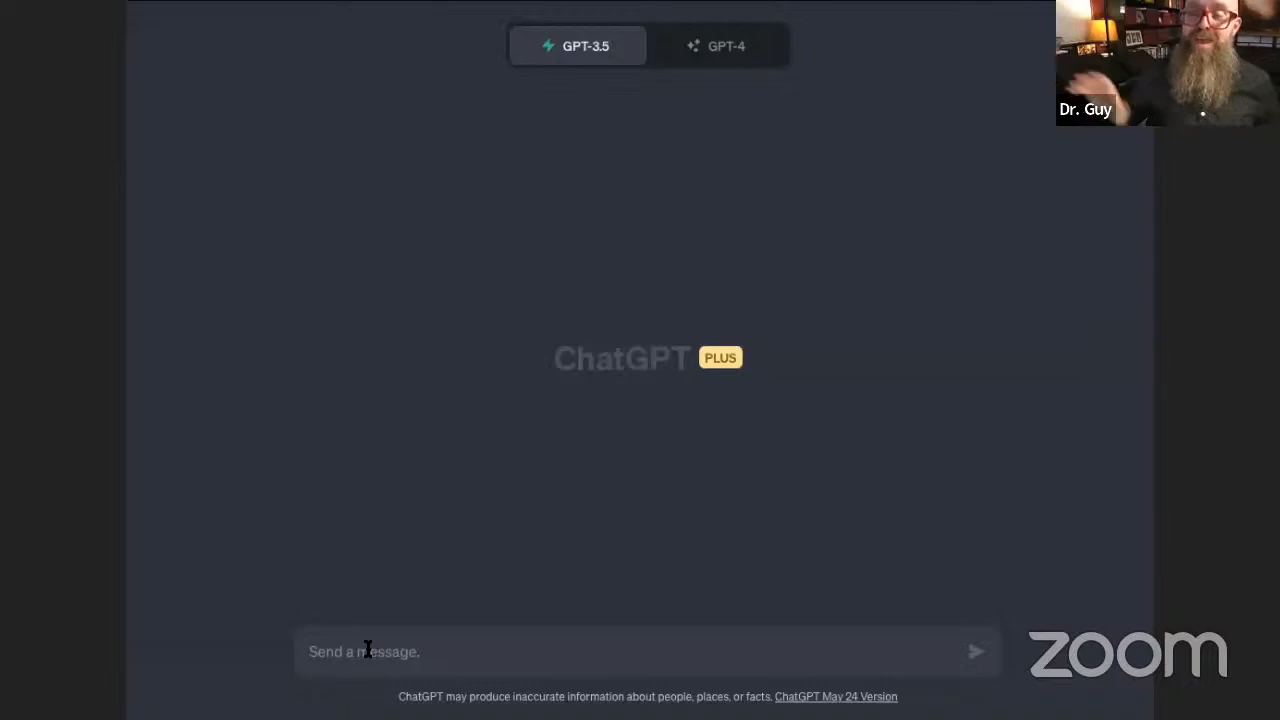 GPT-3.5
GPT-4
Dr. Guy
ChatGPT PLUS
Send a message.
ChatGPT may produce inaccurate information about people, places, or facts. ChatGPT May 24 Version
zoom